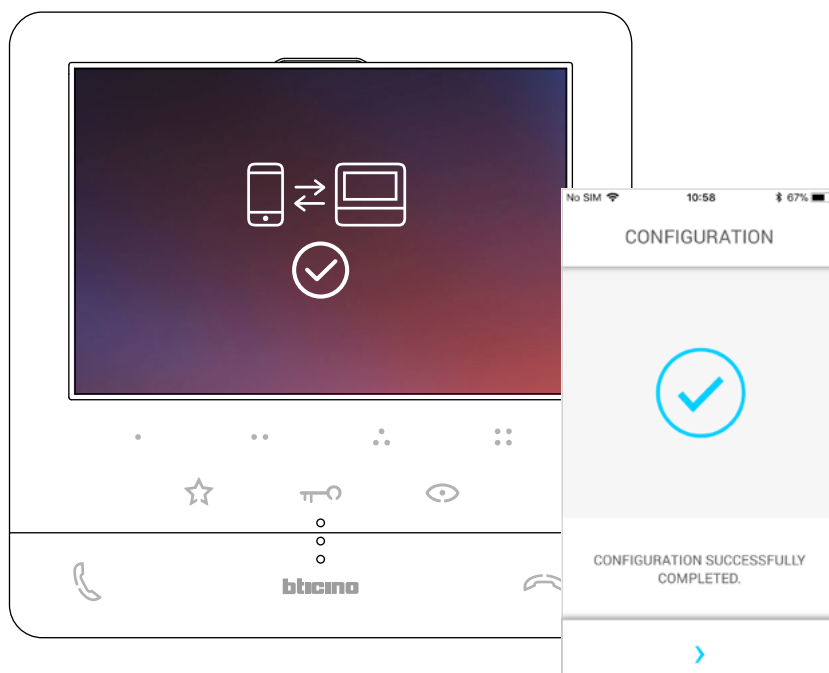 No SIM 10:58 67%
CONFIGURATION
CONFIGURATION SUCCESSFULLY
COMPLETED.
bticino